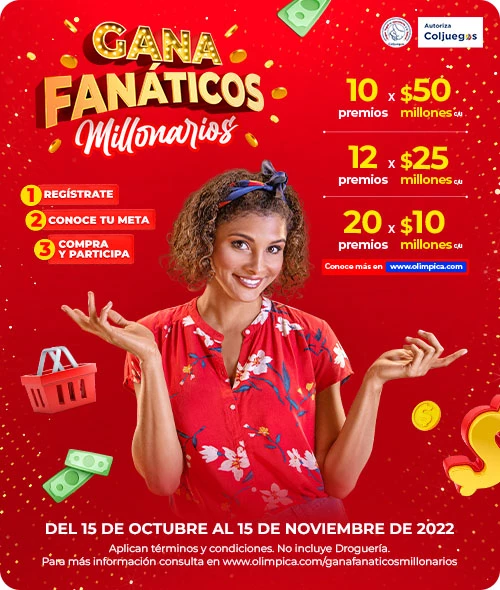 GANA
FANÁTICOS
Millonarios
Autoriza
Coljuegos
10 premios x $50 millones c/u
12 premios x $25 millones c/u
20 premios x $10 millones c/u
Conoce más en www.olimpica.com
1 REGÍSTRATE
2 CONOCE TU META
3 COMPRA
Y PARTICIPA
DEL 15 DE OCTUBRE AL 15 DE NOVIEMBRE DE 2022
Aplican términos y condiciones. No incluye Droguería.
Para más información consulta en www.olimpica.com/ganafanaticosmillonarios